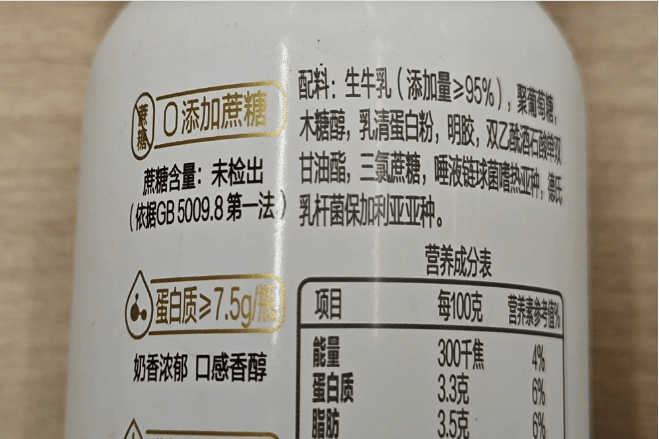 蔗糖
0添加蔗糖
蔗糖含量：未检出
（依据GB 5009.8 第一法）
蛋白质≥7.5g/瓶
奶香浓郁 口感香醇
配料：生牛乳（添加量≥95%），聚葡萄糖，
木糖醇，乳清蛋白粉，明胶，双乙酰酒石酸单双
甘油酯，三氯蔗糖，唾液链球菌嗜热亚种，德氏
乳杆菌保加利亚亚种。
营养成分表
项目 每100克 营养素参考值%
能量 300千焦 4%
蛋白质 3.3克 6%
脂肪 3.5克 6%